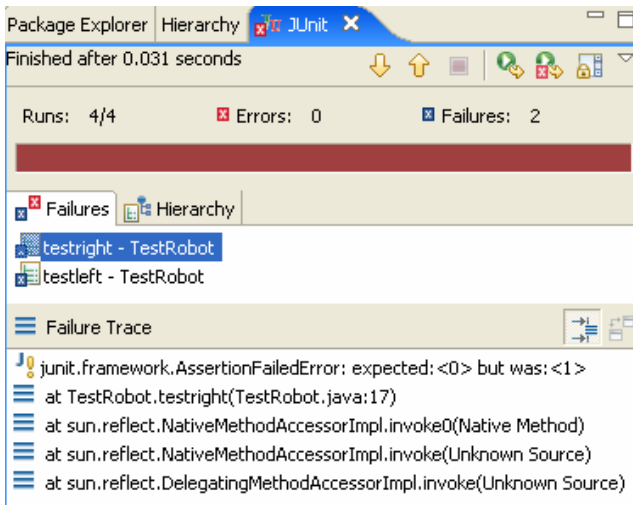 Package Explorer Hierarchy JUnit
Finished after 0.031 seconds
Runs: 4/4 Errors: 0 Failures: 2
Failures Hierarchy
testright - TestRobot
testleft - TestRobot
Failure Trace
junit.framework.AssertionFailedError: expected:<0> but was:<1>
at TestRobot.testright(TestRobot.java:17)
at sun.reflect.NativeMethodAccessorImpl.invoke0(Native Method)
at sun.reflect.NativeMethodAccessorImpl.invoke(Unknown Source)
at sun.reflect.DelegatingMethodAccessorImpl.invoke(Unknown Source)